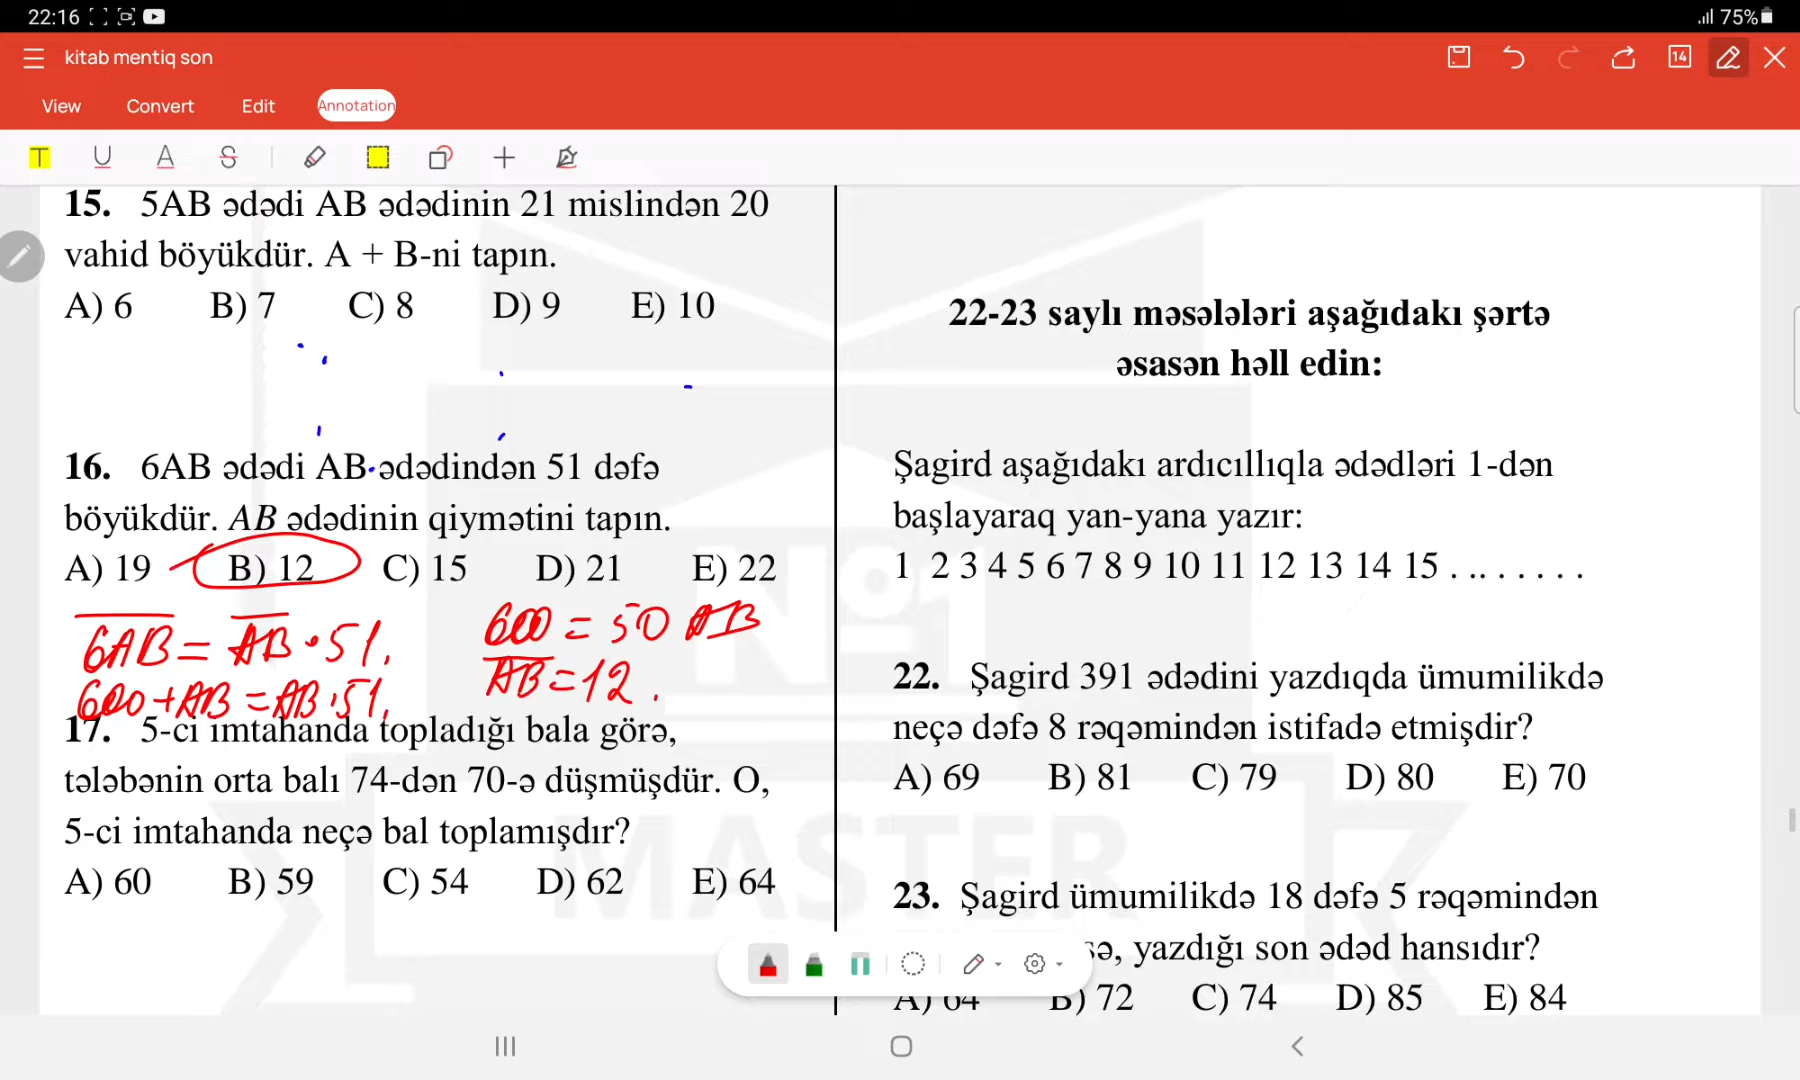 22:16
75%
kitab mentiq son
14
View Convert Edit Annotation
T U A S
15. 5AB ədədi AB ədədinin 21 mislindən 20
vahid böyükdür. A + B-ni tapın.
A) 6 B) 7 C) 8 D) 9 E) 10
16. 6AB ədədi AB ədədindən 51 dəfə
böyükdür. AB ədədinin qiymətini tapın.
A) 19 B) 12 C) 15 D) 21 E) 22
6AB = AB · 51.
600 + AB = AB · 51.
600 = 50 AB
AB = 12.
17. 5-ci imtahanda topladığı bala görə,
tələbənin orta balı 74-dən 70-ə düşmüşdür. O,
5-ci imtahanda neçə bal toplamışdır?
A) 60 B) 59 C) 54 D) 62 E) 64
22-23 saylı məsələləri aşağıdakı şərtə
əsasən həll edin:
Şagird aşağıdakı ardıcıllıqla ədədləri 1-dən
başlayaraq yan-yana yazır:
1 2 3 4 5 6 7 8 9 10 11 12 13 14 15 . .. . . . . . .
22. Şagird 391 ədədini yazdıqda ümumilikdə
neçə dəfə 8 rəqəmindən istifadə etmişdir?
A) 69 B) 81 C) 79 D) 80 E) 70
23. Şagird ümumilikdə 18 dəfə 5 rəqəmindən
sə, yazdığı son ədəd hansıdır?
A) 64 B) 72 C) 74 D) 85 E) 84
№1
MASTER